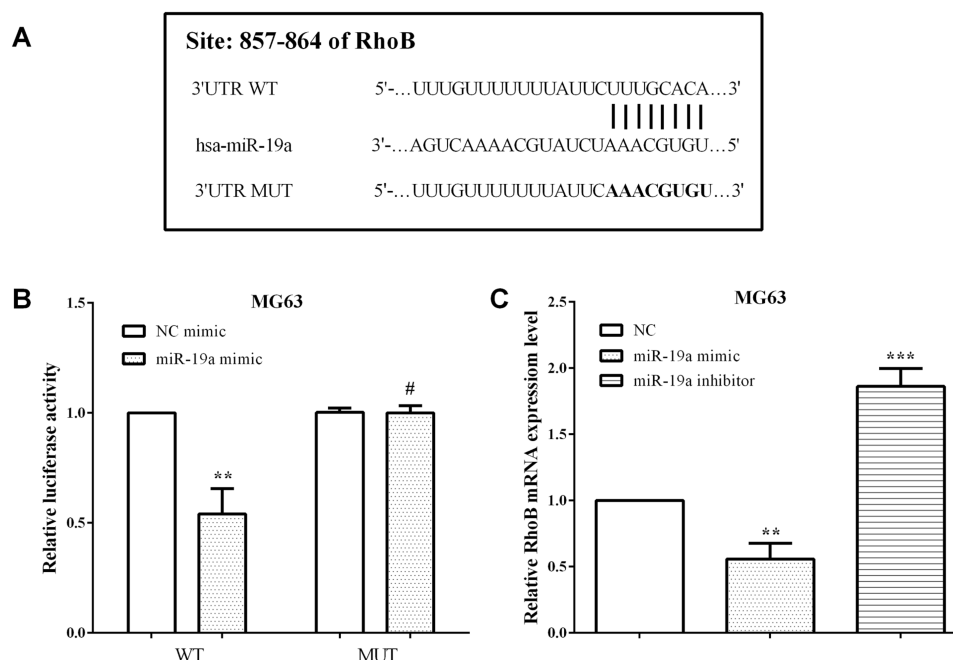 A
Site: 857-864 of RhoB
3'UTR WT 5'-…UUUGUUUUUUUAUUCUUUGCACA…3'
hsa-miR-19a 3'-…AGUCAAAACGUAUCUAAACGUGU…5'
3'UTR MUT 5'-…UUUGUUUUUUUAUUCAAACGUGU…3'
B
MG63
NC mimic
miR-19a mimic
Relative luciferase activity
1.5
1.0
0.5
0.0
**
#
WT MUT
C
MG63
NC
miR-19a mimic
miR-19a inhibitor
Relative RhoB mRNA expressiom level
2.5
2.0
1.5
1.0
0.5
0.0
**
***